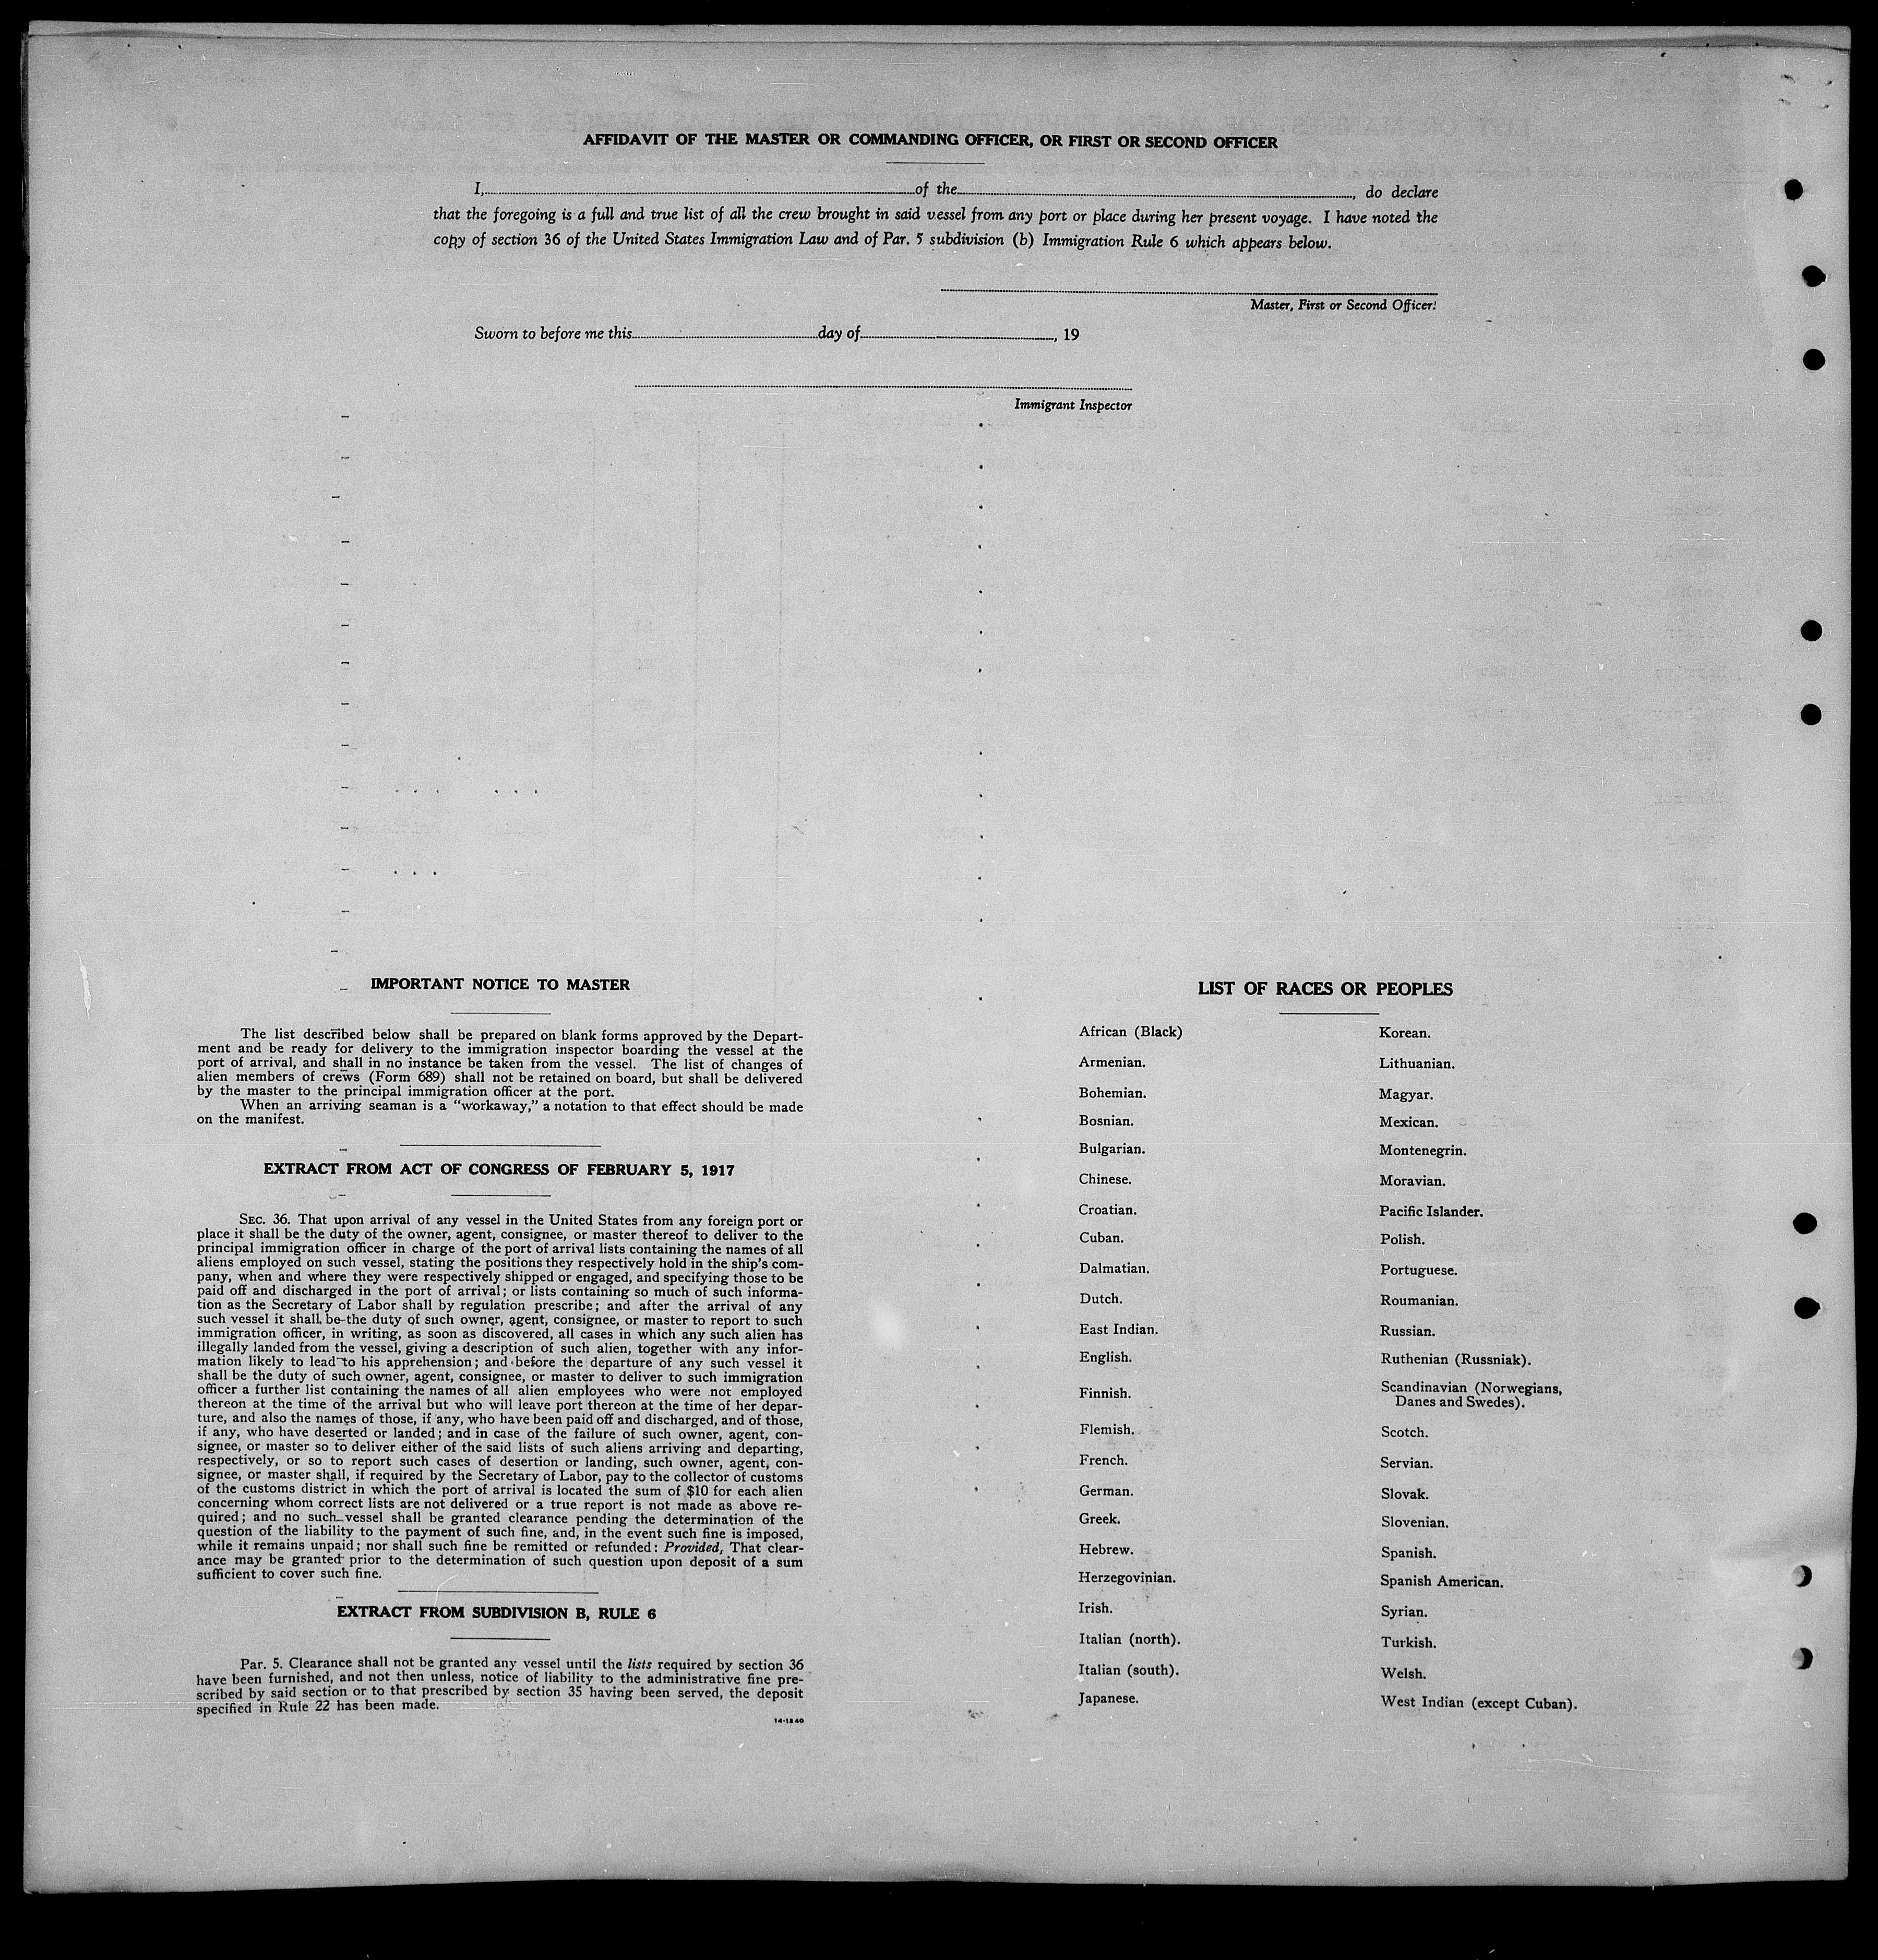 AFFIDAVIT OF THE MASTER OR COMMANDING OFFICER, OR FIRST OR SECOND OFFICER
I, of the , do declare
that the foregoing is a full and true list of all the crew brought in said vessel from any port or place during her present voyage. I have noted the
copy of section 36 of the United States Immigration Law and of Par. 5 subdivision (b) Immigration Rule 6 which appears below.
Master, First or Second Officer.
Sworn to before me this day of , 19
Immigrant Inspector
IMPORTANT NOTICE TO MASTER
The list described below shall be prepared on blank forms approved by the Depart-
ment and be ready for delivery to the immigration inspector boarding the vessel at the
port of arrival, and shall in no instance be taken from the vessel. The list of changes of
alien members of crews (Form 689) shall not be retained on board, but shall be delivered
by the master to the principal immigration officer at the port.
When an arriving seaman is a "workaway," a notation to that effect should be made
on the manifest.
EXTRACT FROM ACT OF CONGRESS OF FEBRUARY 5, 1917
SEC. 36. That upon arrival of any vessel in the United States from any foreign port or
place it shall be the duty of the owner, agent, consignee, or master thereof to deliver to the
principal immigration officer in charge of the port of arrival lists containing the names of all
aliens employed on such vessel, stating the positions they respectively hold in the ship's com-
pany, when and where they were respectively shipped or engaged, and specifying those to be
paid off and discharged in the port of arrival; or lists containing so much of such informa-
tion as the Secretary of Labor shall by regulation prescribe; and after the arrival of any
such vessel it shall be the duty of such owner, agent, consignee, or master to report to such
immigration officer, in writing, as soon as discovered, all cases in which any such alien has
illegally landed from the vessel, giving a description of such alien, together with any infor-
mation likely to lead to his apprehension; and before the departure of any such vessel it
shall be the duty of such owner, agent, consignee, or master to deliver to such immigration
officer a further list containing the names of all alien employees who were not employed
thereon at the time of the arrival but who will leave port thereon at the time of her depar-
ture, and also the names of those, if any, who have been paid off and discharged, and of those,
if any, who have deserted or landed; and in case of the failure of such owner, agent, con-
signee, or master so to deliver either of the said lists of such aliens arriving and departing,
respectively, or so to report such cases of desertion or landing, such owner, agent, con-
signee, or master shall, if required by the Secretary of Labor, pay to the collector of customs
of the customs district in which the port of arrival is located the sum of $10 for each alien
concerning whom correct lists are not delivered or a true report is not made as above re-
quired; and no such vessel shall be granted clearance pending the determination of the
question of the liability to the payment of such fine, and, in the event such fine is imposed,
while it remains unpaid; nor shall such fine be remitted or refunded: Provided, That clear-
ance may be granted prior to the determination of such question upon deposit of a sum
sufficient to cover such fine.
EXTRACT FROM SUBDIVISION B, RULE 6
Par. 5. Clearance shall not be granted any vessel until the lists required by section 36
have been furnished, and not then unless, notice of liability to the administrative fine pre-
scribed by said section or to that prescribed by section 35 having been served, the deposit
specified in Rule 22 has been made.
14-1240
LIST OF RACES OR PEOPLES
African (Black)
Armenian.
Bohemian.
Bosnian.
Bulgarian.
Chinese.
Croatian.
Cuban.
Dalmatian.
Dutch.
East Indian.
English.
Finnish.
Flemish.
French.
German.
Greek.
Hebrew.
Herzegovinian.
Irish.
Italian (north).
Italian (south).
Japanese.
Korean.
Lithuanian.
Magyar.
Mexican.
Montenegrin.
Moravian.
Pacific Islander.
Polish.
Portuguese.
Roumanian.
Russian.
Ruthenian (Russniak).
Scandinavian (Norwegians,
Danes and Swedes).
Scotch.
Servian.
Slovak.
Slovenian.
Spanish.
Spanish American.
Syrian.
Turkish.
Welsh.
West Indian (except Cuban).